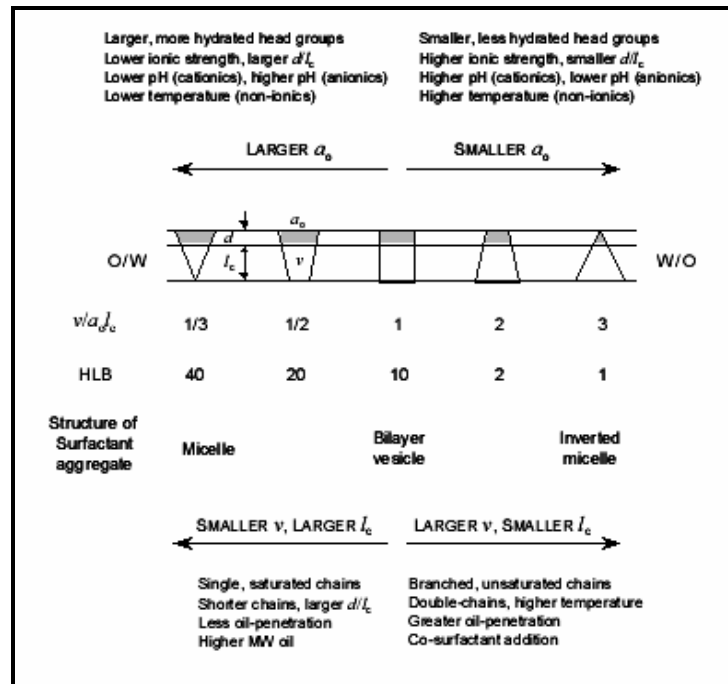 Larger, more hydrated head groups
Lower ionic strength, larger d/lc
Lower pH (cationics), higher pH (anionics)
Lower temperature (non-ionics)
Smaller, less hydrated head groups
Higher ionic strength, smaller d/lc
Higher pH (cationics), lower pH (anionics)
Higher temperature (non-ionics)
LARGER ao
SMALLER ao
ao
d
O/W
lc
v
W/O
v/aolc 1/3 1/2 1 2 3
HLB 40 20 10 2 1
Structure of
Surfactant
aggregate
Micelle
Bilayer
vesicle
Inverted
micelle
SMALLER v, LARGER lc
LARGER v, SMALLER lc
Single, saturated chains
Shorter chains, larger d/lc
Less oil-penetration
Higher MW oil
Branched, unsaturated chains
Double-chains, higher temperature
Greater oil-penetration
Co-surfactant addition